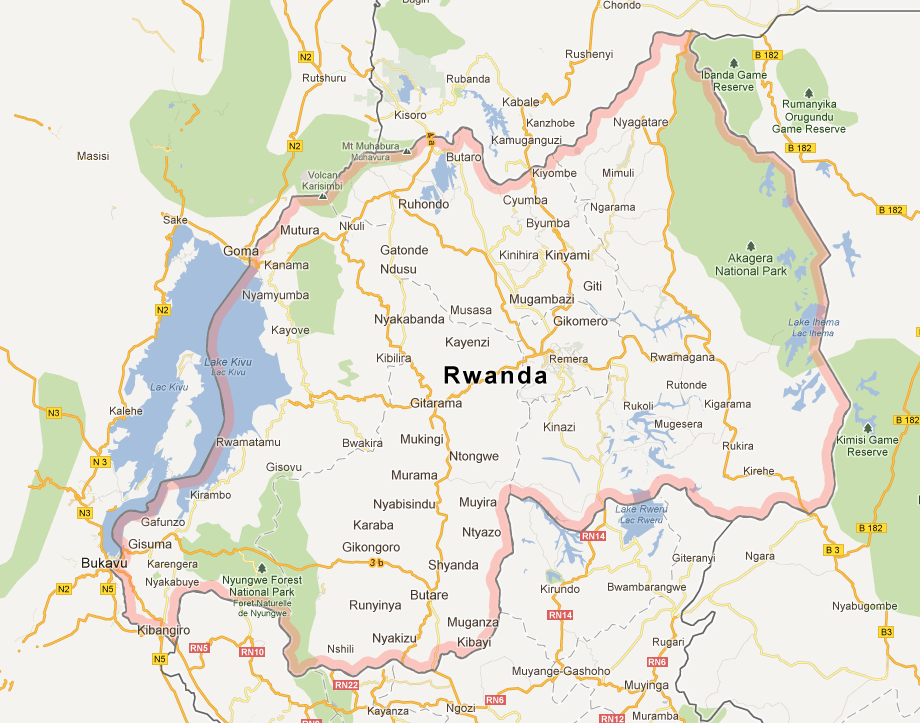 Chondo
Dugin
N2
Rushenyi
B 182
Rutshuru
Rubanda
Ibanda Game
Reserve
Kisoro
Kabale
Rumanyika
Orugundu
Game Reserve
Kanzhobe
Nyagatare
Kamuganguzi
N2
Mt Muhabura
Muhavura
B 182
Masisi
Butaro
Volcan
Karisimbi
Kiyombe
Mimuli
Ruhondo
Cyumba
Ngarama
B 182
Sake
Mutura
Nkuli
Byumba
Goma
Gatonde
Kinihira
Kinyami
Akagera
National Park
Kanama
Ndusu
Nyamyumba
Giti
Mugambazi
N2
Musasa
Nyakabanda
Gikomero
Lake Ihema
Lac Ihema
Kayove
Kayenzi
Kibilira
Remera
Rwamagana
Lake Kivu
Lac Kivu
Rwanda
Lac Kivu
Rutonde
Gitarama
Rukoli
Kigarama
N3
Kalehe
Mugesera
B 182
Kinazi
Rwamatamu
Bwakira
Mukingi
Kimisi Game
Reserve
Rukira
Ntongwe
N 3
Gisovu
Murama
Kirehe
Kirambo
Nyabisindu
Muyira
N3
Lake Rweru
Lac Rweru
Gafunzo
Karaba
Ntyazo
B 182
RN14
Gisuma
Gikongoro
B 3
Bukavu
Karengera
3 b
Shyanda
Giteranyi
Ngara
Nyakabuye
Nyungwe Forest
National Park
Foret Naturelle
de Nyungwe
N2
N5
Butare
Kirundo
Bwambarangwe
Runyinya
Nyabugombe
RN14
Muganza
Kibangiro
Nyakizu
Kibayi
Rugari
B3
RN5
RN10
Nshili
N5
RN6
Muyange-Gashoho
RN22
Muyinga
RN6
Kayanza
Ngozi
RN12
Muramba